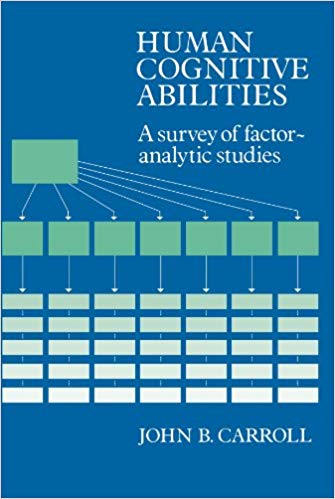 HUMAN
COGNITIVE
ABILITIES
A survey of factor-
analytic studies
JOHN B. CARROLL